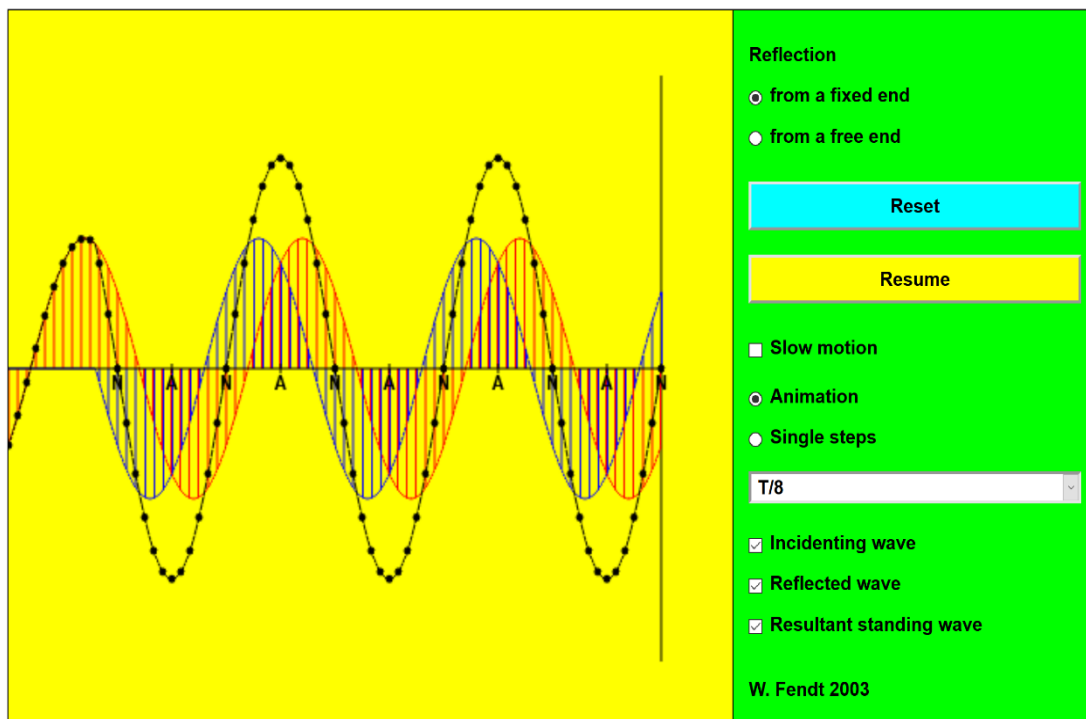 N A N A N A N A N A N
Reflection
from a fixed end
from a free end
Reset
Resume
Slow motion
Animation
Single steps
T/8
Incidenting wave
Reflected wave
Resultant standing wave
W. Fendt 2003